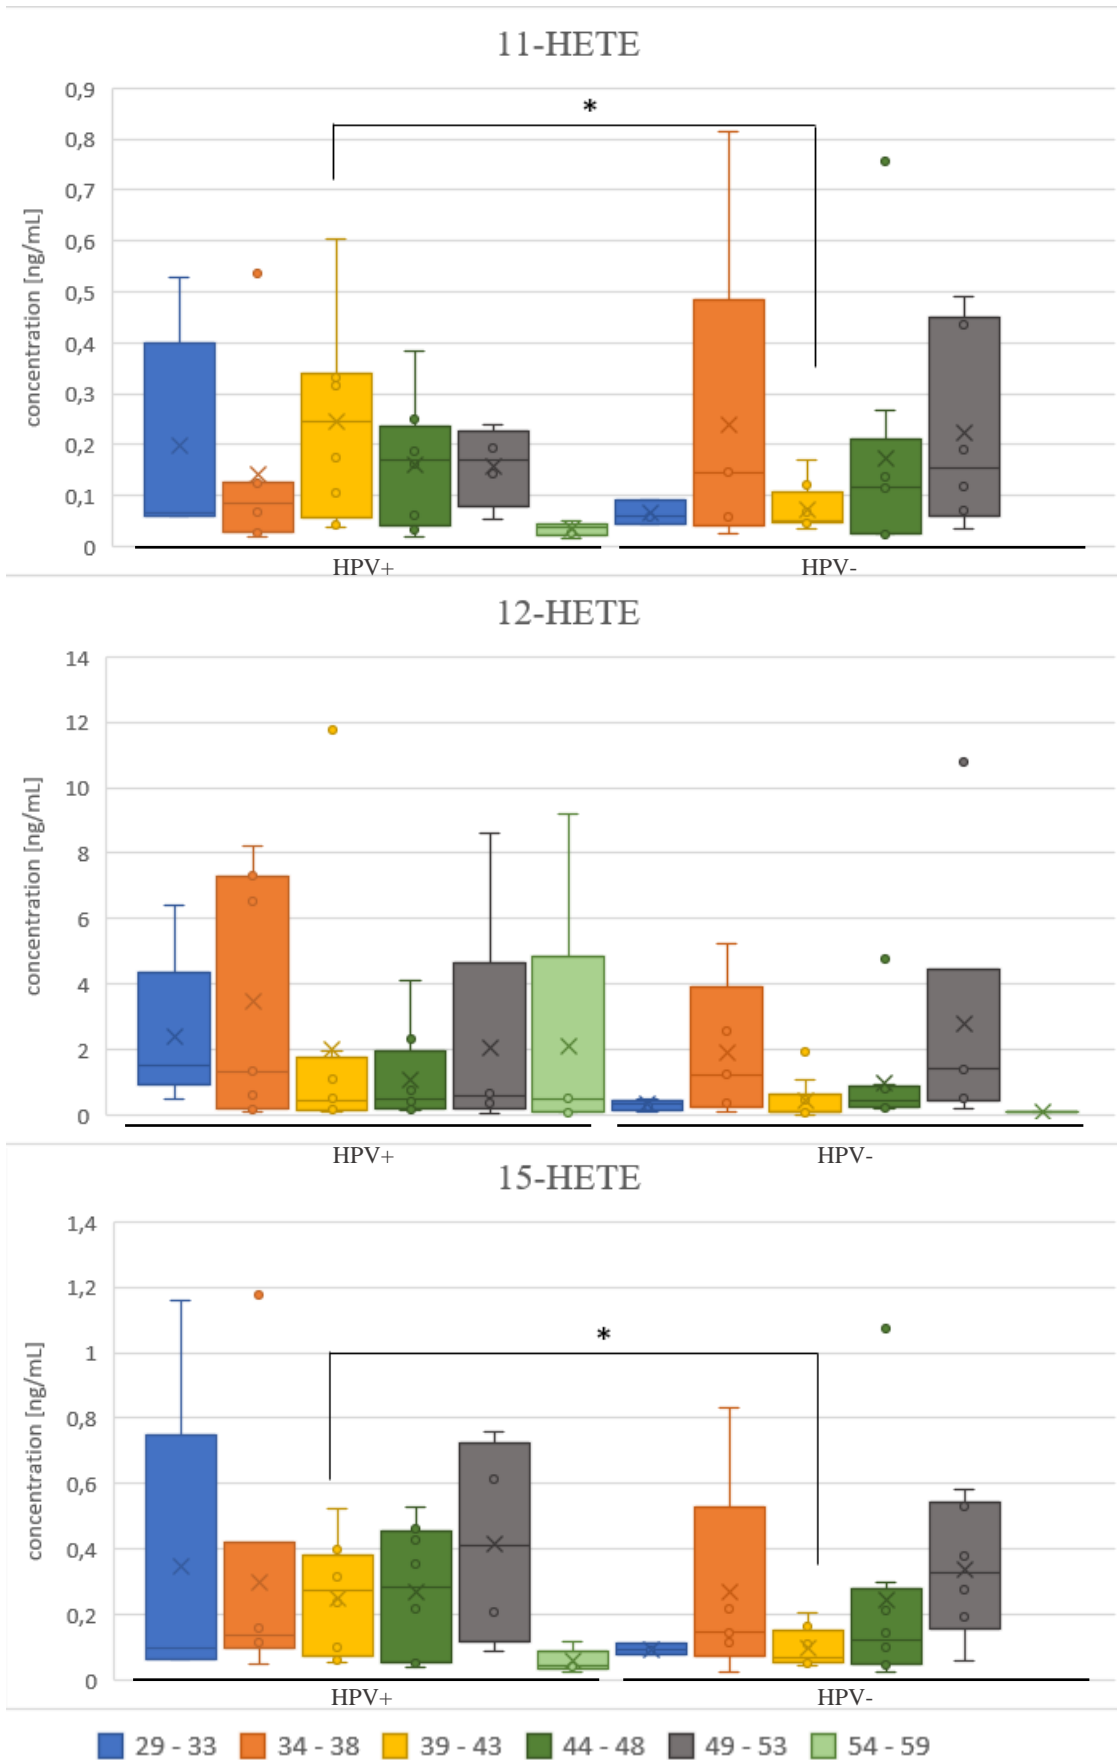 11-HETE
0,9
*
0,8
0,7
0,6
0,5
0,4
0,3
0,2
0,1
0
concentration [ng/mL]
HPV+ HPV-
12-HETE
14
12
10
8
6
4
2
0
concentration [ng/mL]
HPV+ HPV-
15-HETE
1,4
1,2
*
1
0,8
0,6
0,4
0,2
0
concentration [ng/mL]
HPV+ HPV-
29 - 33 34 - 38 39 - 43 44 - 48 49 - 53 54 - 59